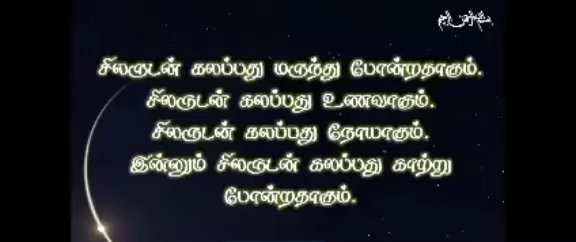 சிலருடன் கலப்பது மருந்து போன்றதாகும்.
சிலருடன் கலப்பது உணவாகும்.
சிலருடன் கலப்பது நோயாகும்.
இன்னும் சிலருடன் கலப்பது காற்று
போன்றதாகும்.